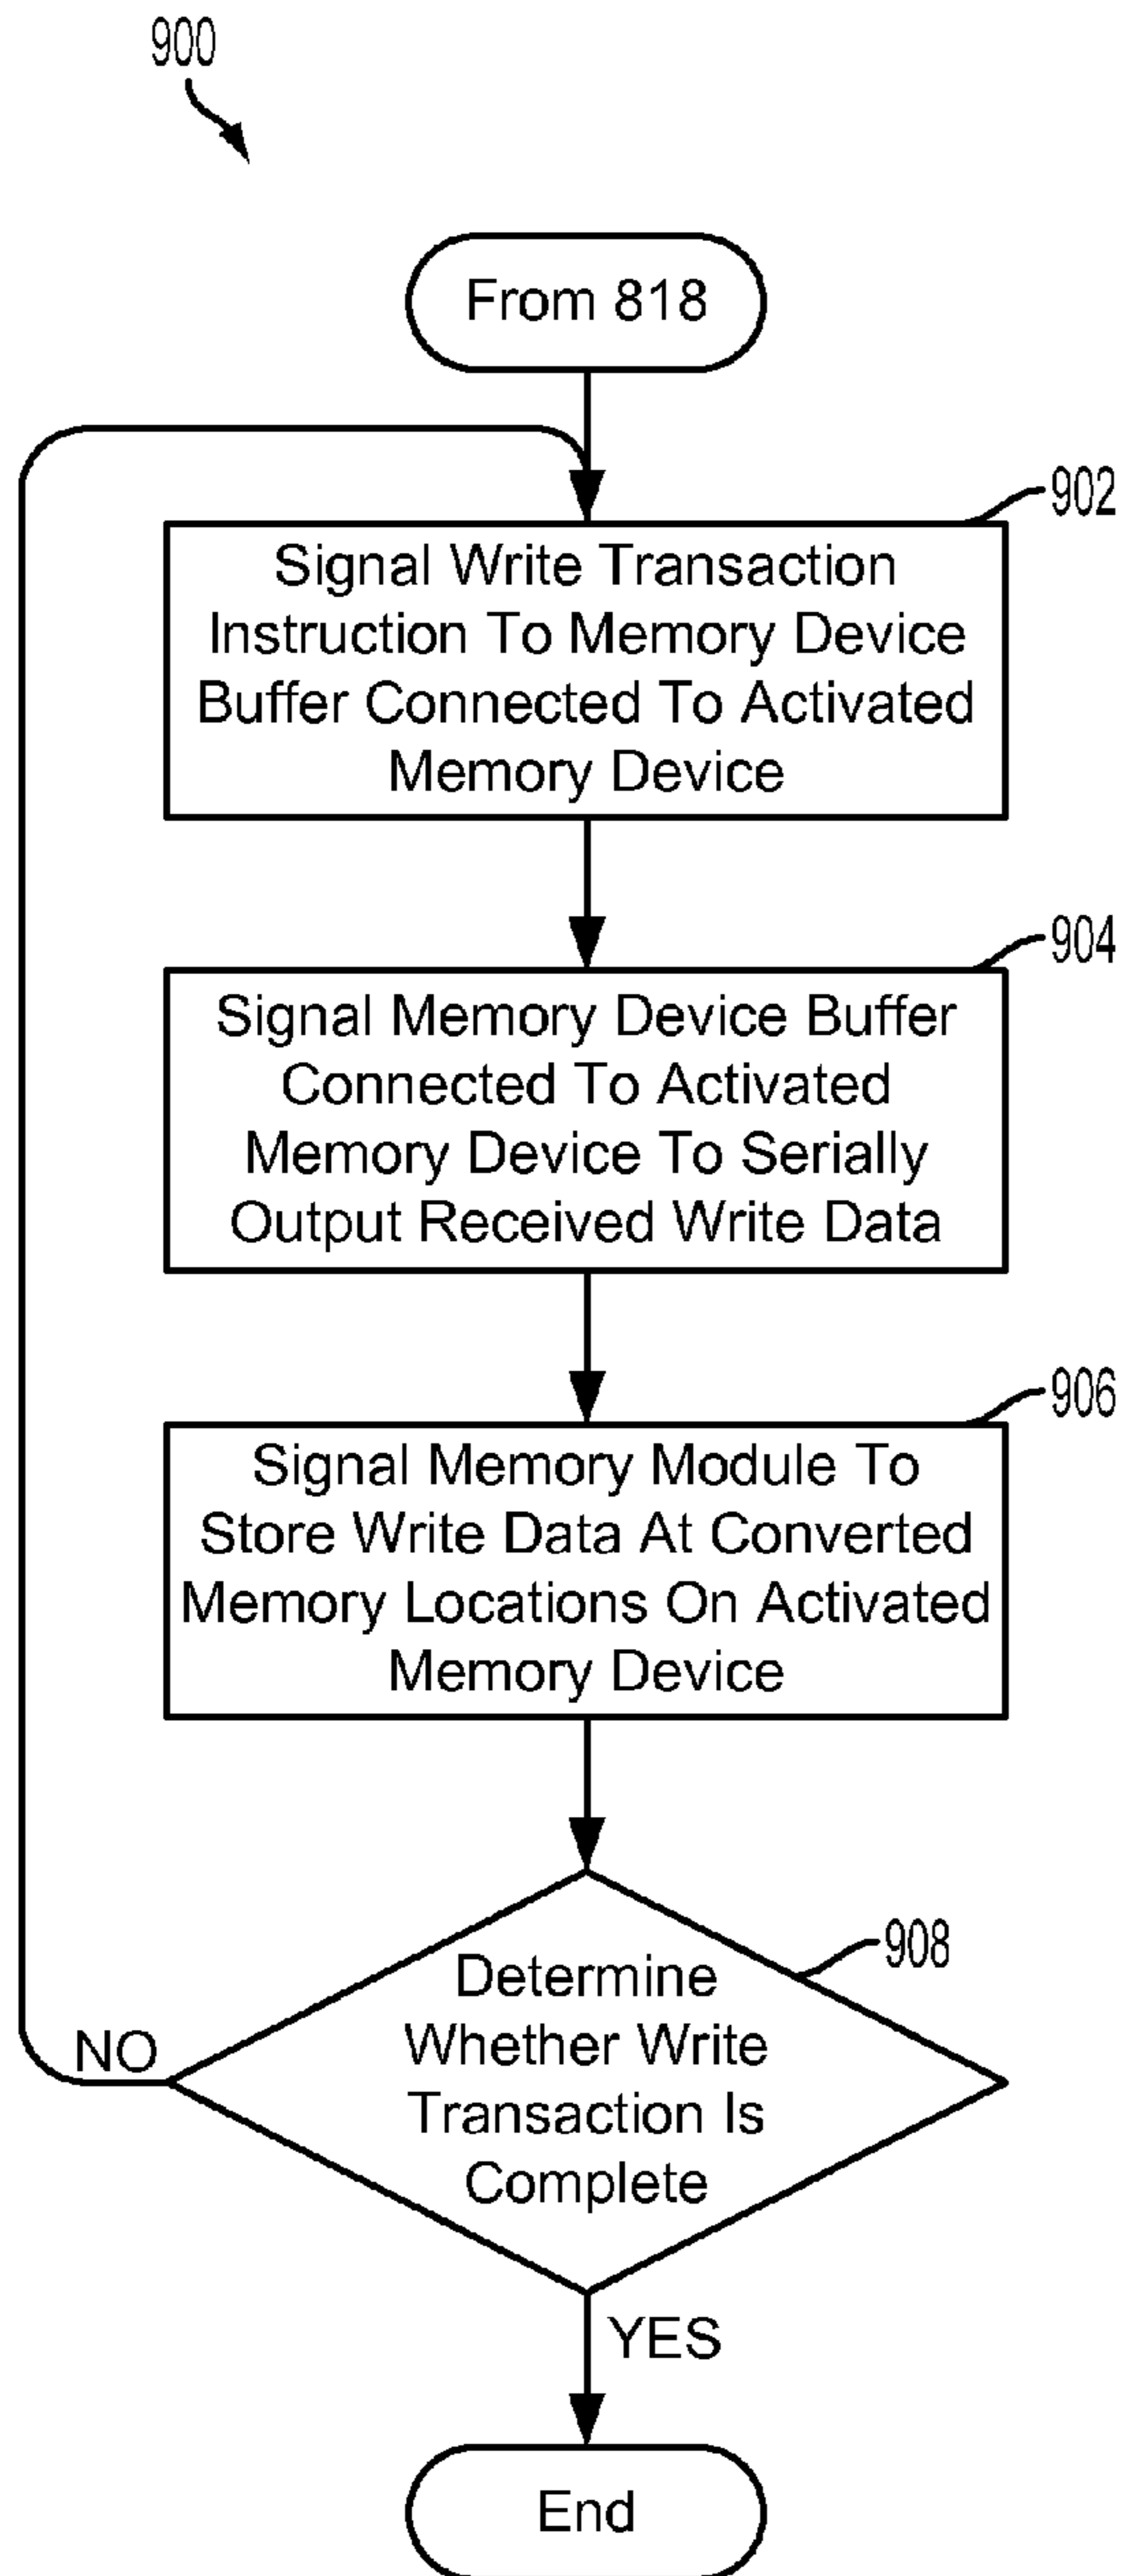 900
From 818
902
Signal Write Transaction
Instruction To Memory Device
Buffer Connected To Activated
Memory Device
904
Signal Memory Device Buffer
Connected To Activated
Memory Device To Serially
Output Received Write Data
906
Signal Memory Module To
Store Write Data At Converted
Memory Locations On Activated
Memory Device
908
Determine
Whether Write
Transaction Is
Complete
NO
YES
End